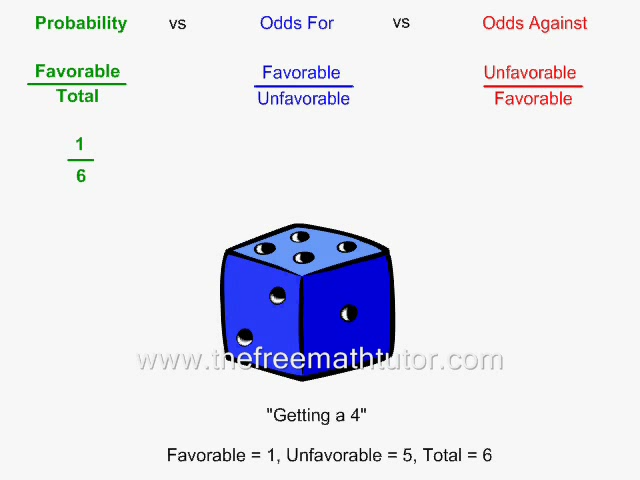 Probability vs Odds For vs Odds Against
Favorable
Total
Favorable
Unfavorable
Unfavorable
Favorable
1
6
www.thefreemathtutor.com
"Getting a 4"
Favorable = 1, Unfavorable = 5, Total = 6